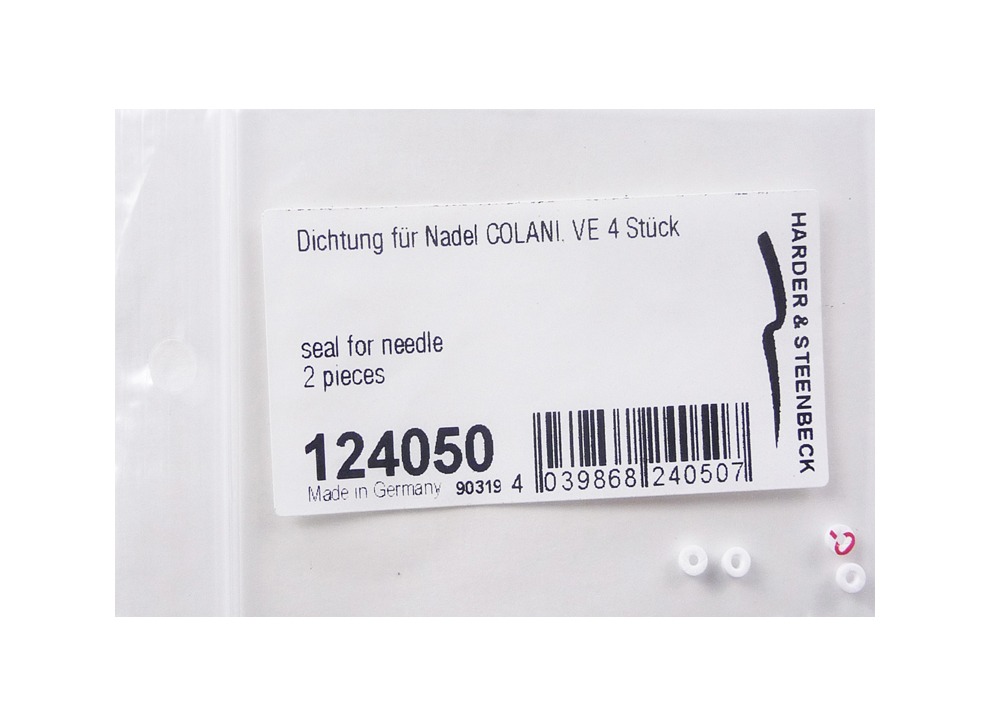 Dichtung für Nadel COLANI. VE 4 Stück
seal for needle
2 pieces
124050
Made in Germany 90319
4 039868 240507
HARDER & STEENBECK